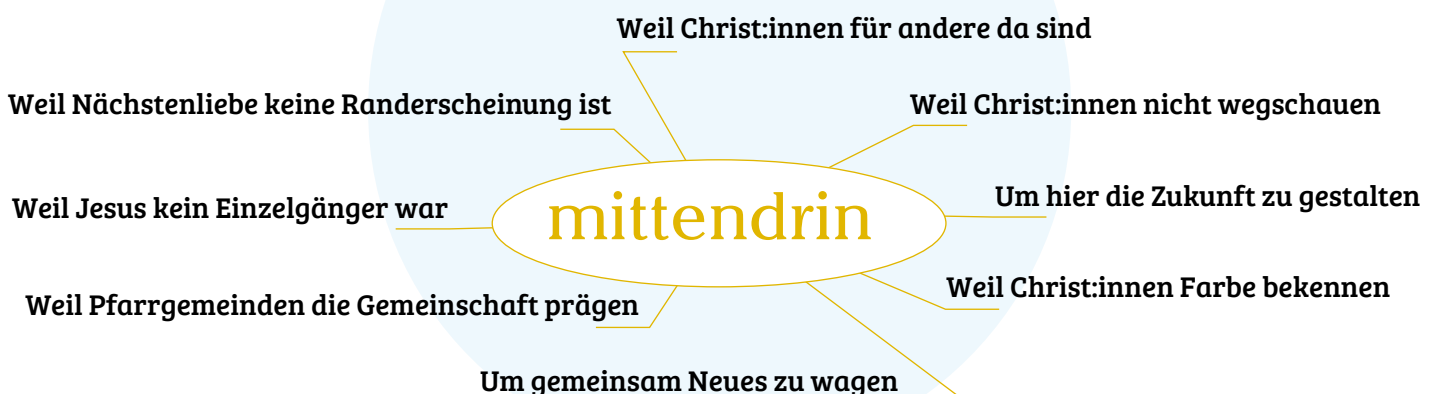 Weil Christ:innen für andere da sind
Weil Nächstenliebe keine Randerscheinung ist
Weil Christ:innen nicht wegschauen
mittendrin
Um hier die Zukunft zu gestalten
Weil Jesus kein Einzelgänger war
Weil Christ:innen Farbe bekennen
Weil Pfarrgemeinden die Gemeinschaft prägen
Um gemeinsam Neues zu wagen